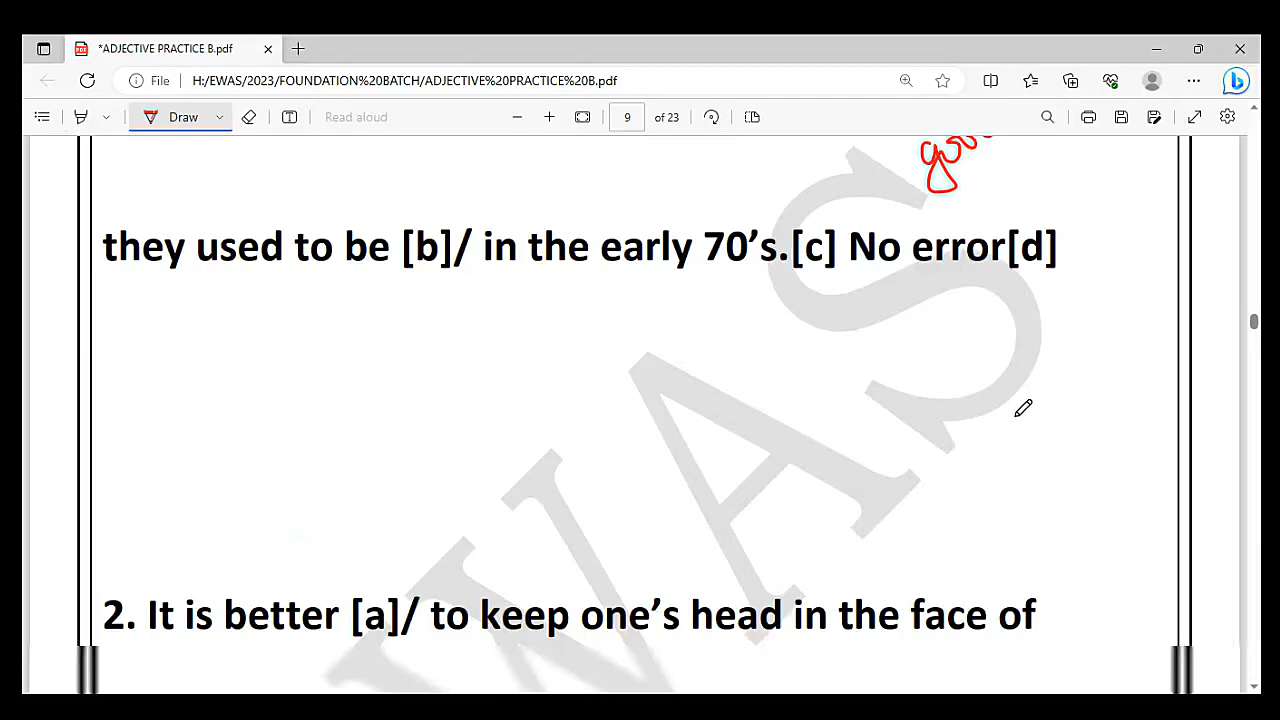 *ADJECTIVE PRACTICE B.pdf
File
H:/EWAS/2023/FOUNDATION%20BATCH/ADJECTIVE%20PRACTICE%20B.pdf
Draw
Read aloud
9
of 23
they used to be [b]/ in the early 70’s.[c] No error[d]
WAS
2. It is better [a]/ to keep one’s head in the face of